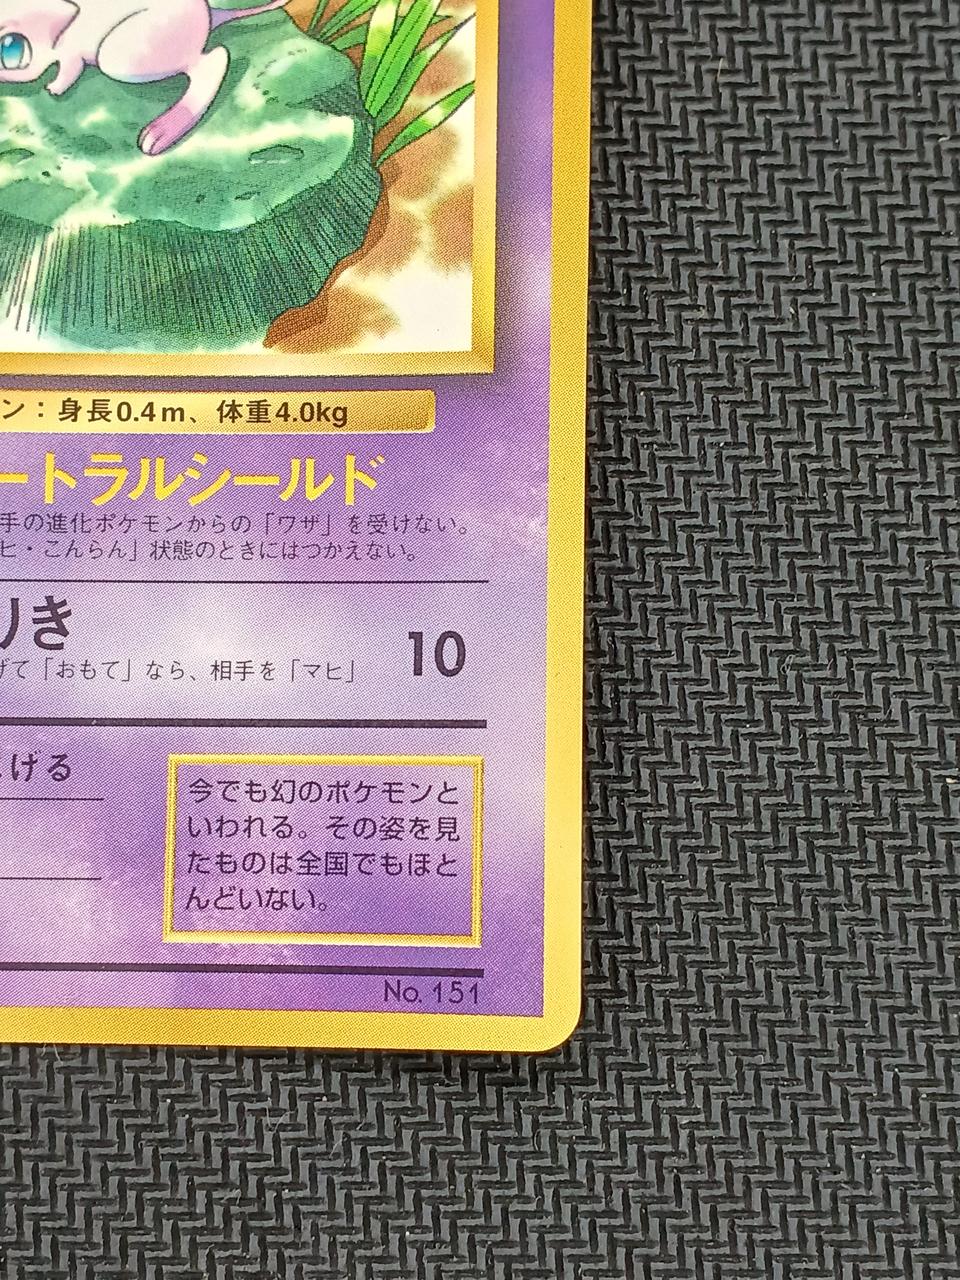 ン：身長0.4m、体重4.0kg
ートラルシールド
手の進化ポケモンからの「ワザ」を受けない。
ヒ・こんらん」状態のときにはつかえない。
りき
10
げて「おもて」なら、相手を「マヒ」
げる
今でも幻のポケモンと
いわれる。その姿を見
たものは全国でもほと
んどいない。
No. 151